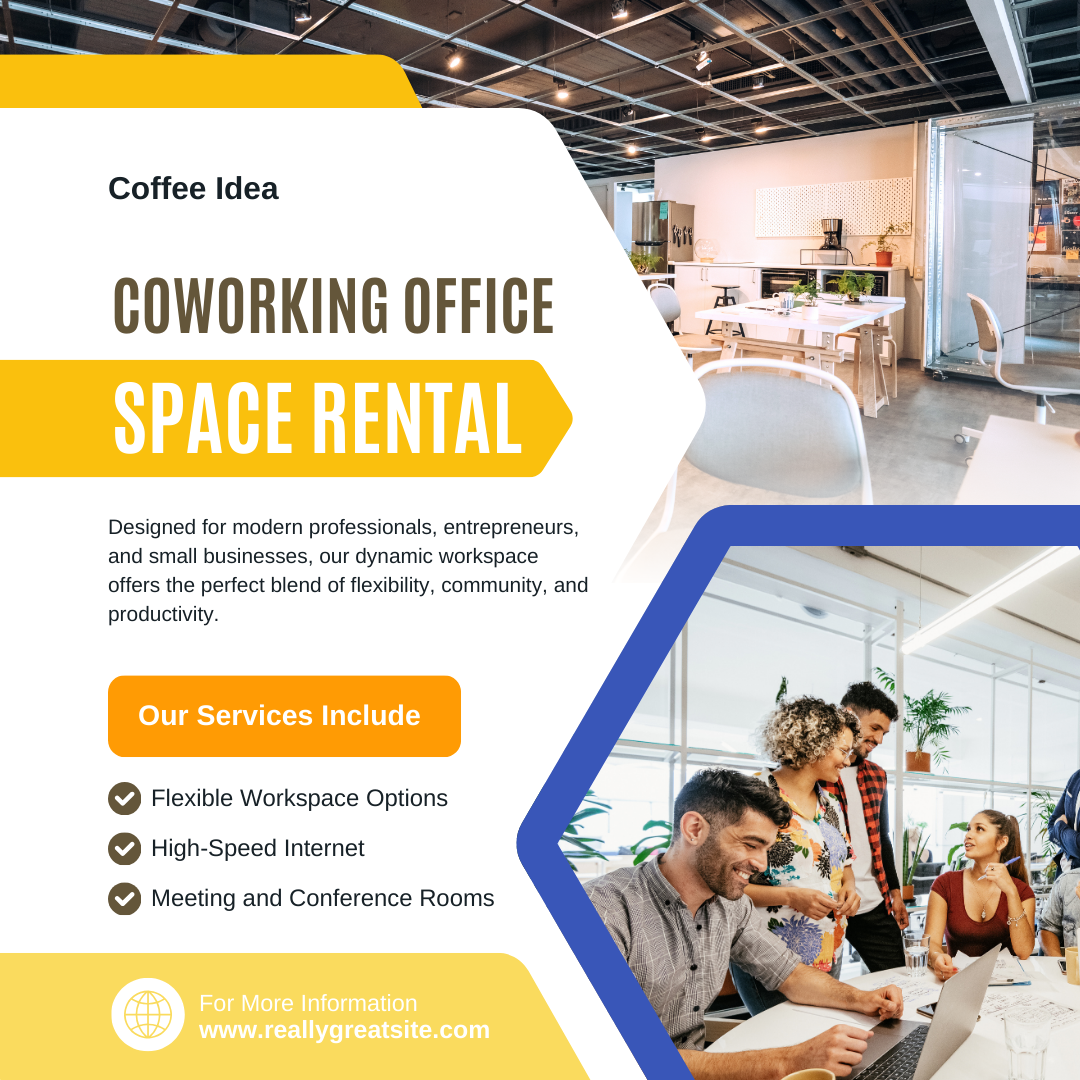 Coffee Idea
COWORKING OFFICE
SPACE RENTAL
Designed for modern professionals, entrepreneurs,
and small businesses, our dynamic workspace
offers the perfect blend of flexibility, community, and
productivity.
Our Services Include
Flexible Workspace Options
High-Speed Internet
Meeting and Conference Rooms
For More Information
www.reallygreatsite.com